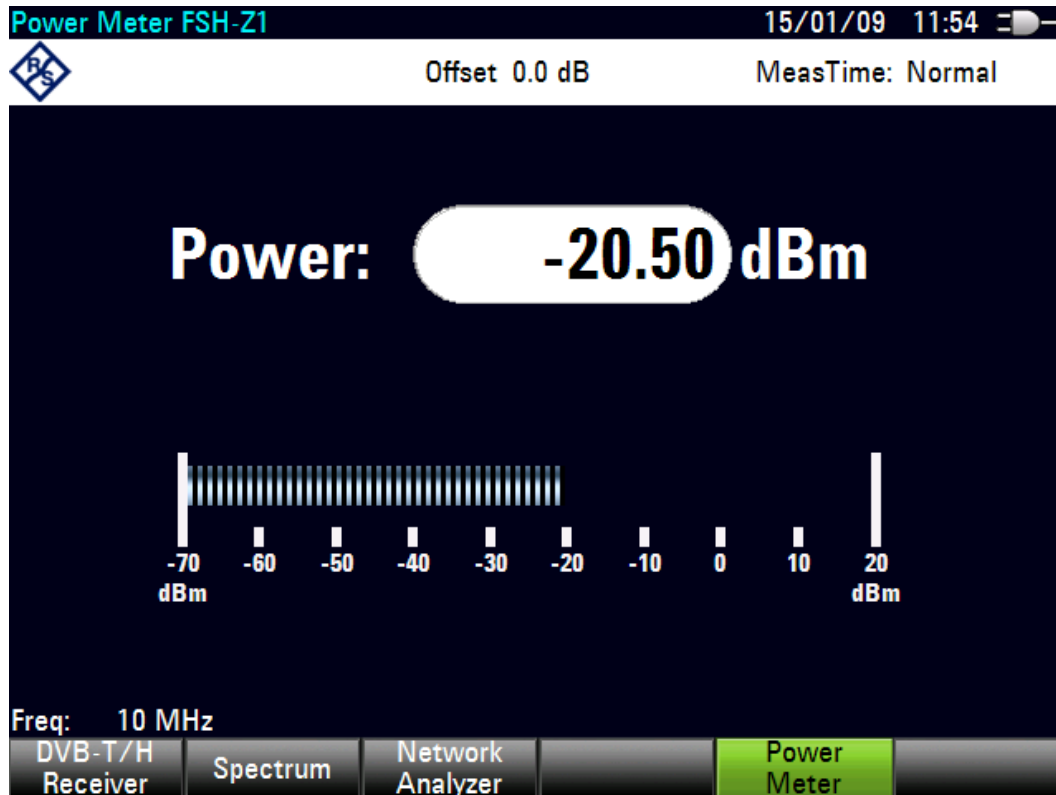 Power Meter FSH-Z1 15/01/09 11:54
R&S Offset 0.0 dB MeasTime: Normal
Power: -20.50 dBm
-70 -60 -50 -40 -30 -20 -10 0 10 20
dBm dBm
Freq: 10 MHz
DVB-T/H Receiver Spectrum Network Analyzer Power Meter